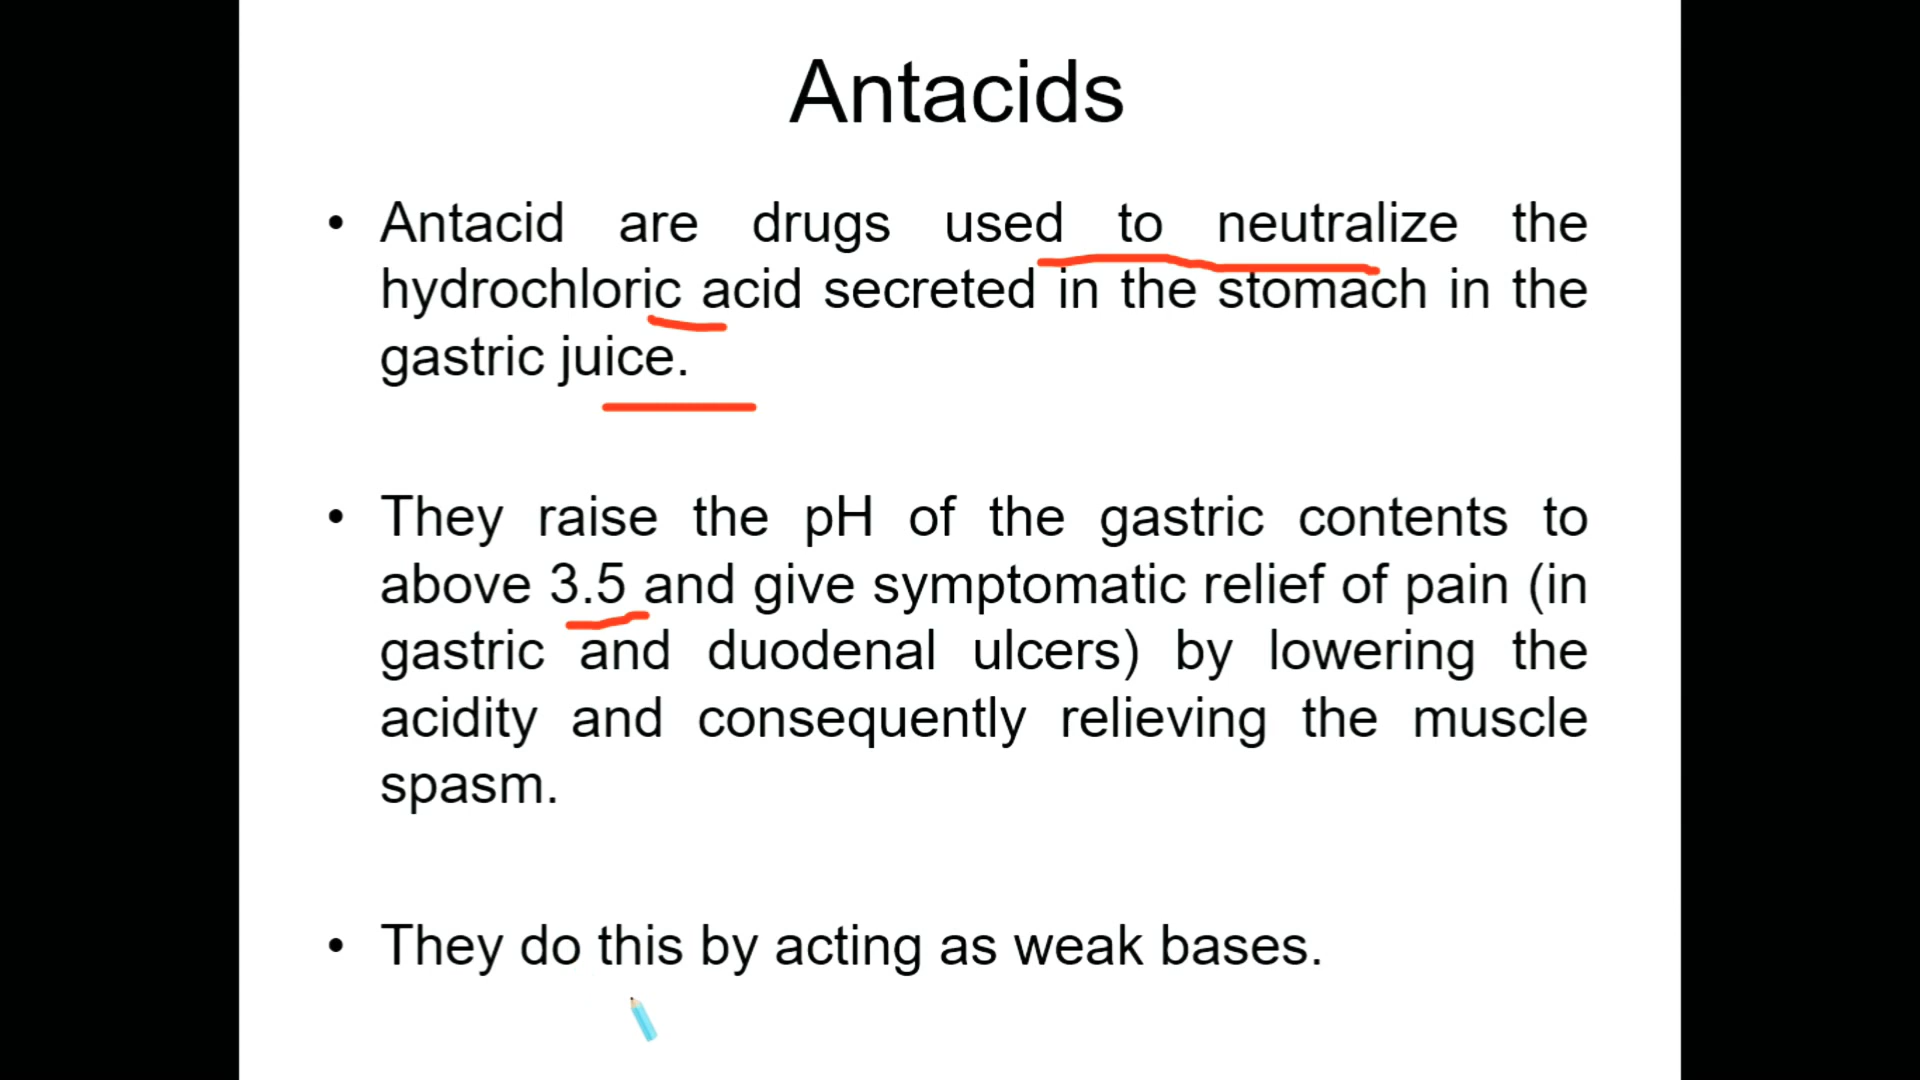 Antacids
• Antacid are drugs used to neutralize the
hydrochloric acid secreted in the stomach in the
gastric juice.
• They raise the pH of the gastric contents to
above 3.5 and give symptomatic relief of pain (in
gastric and duodenal ulcers) by lowering the
acidity and consequently relieving the muscle
spasm.
• They do this by acting as weak bases.